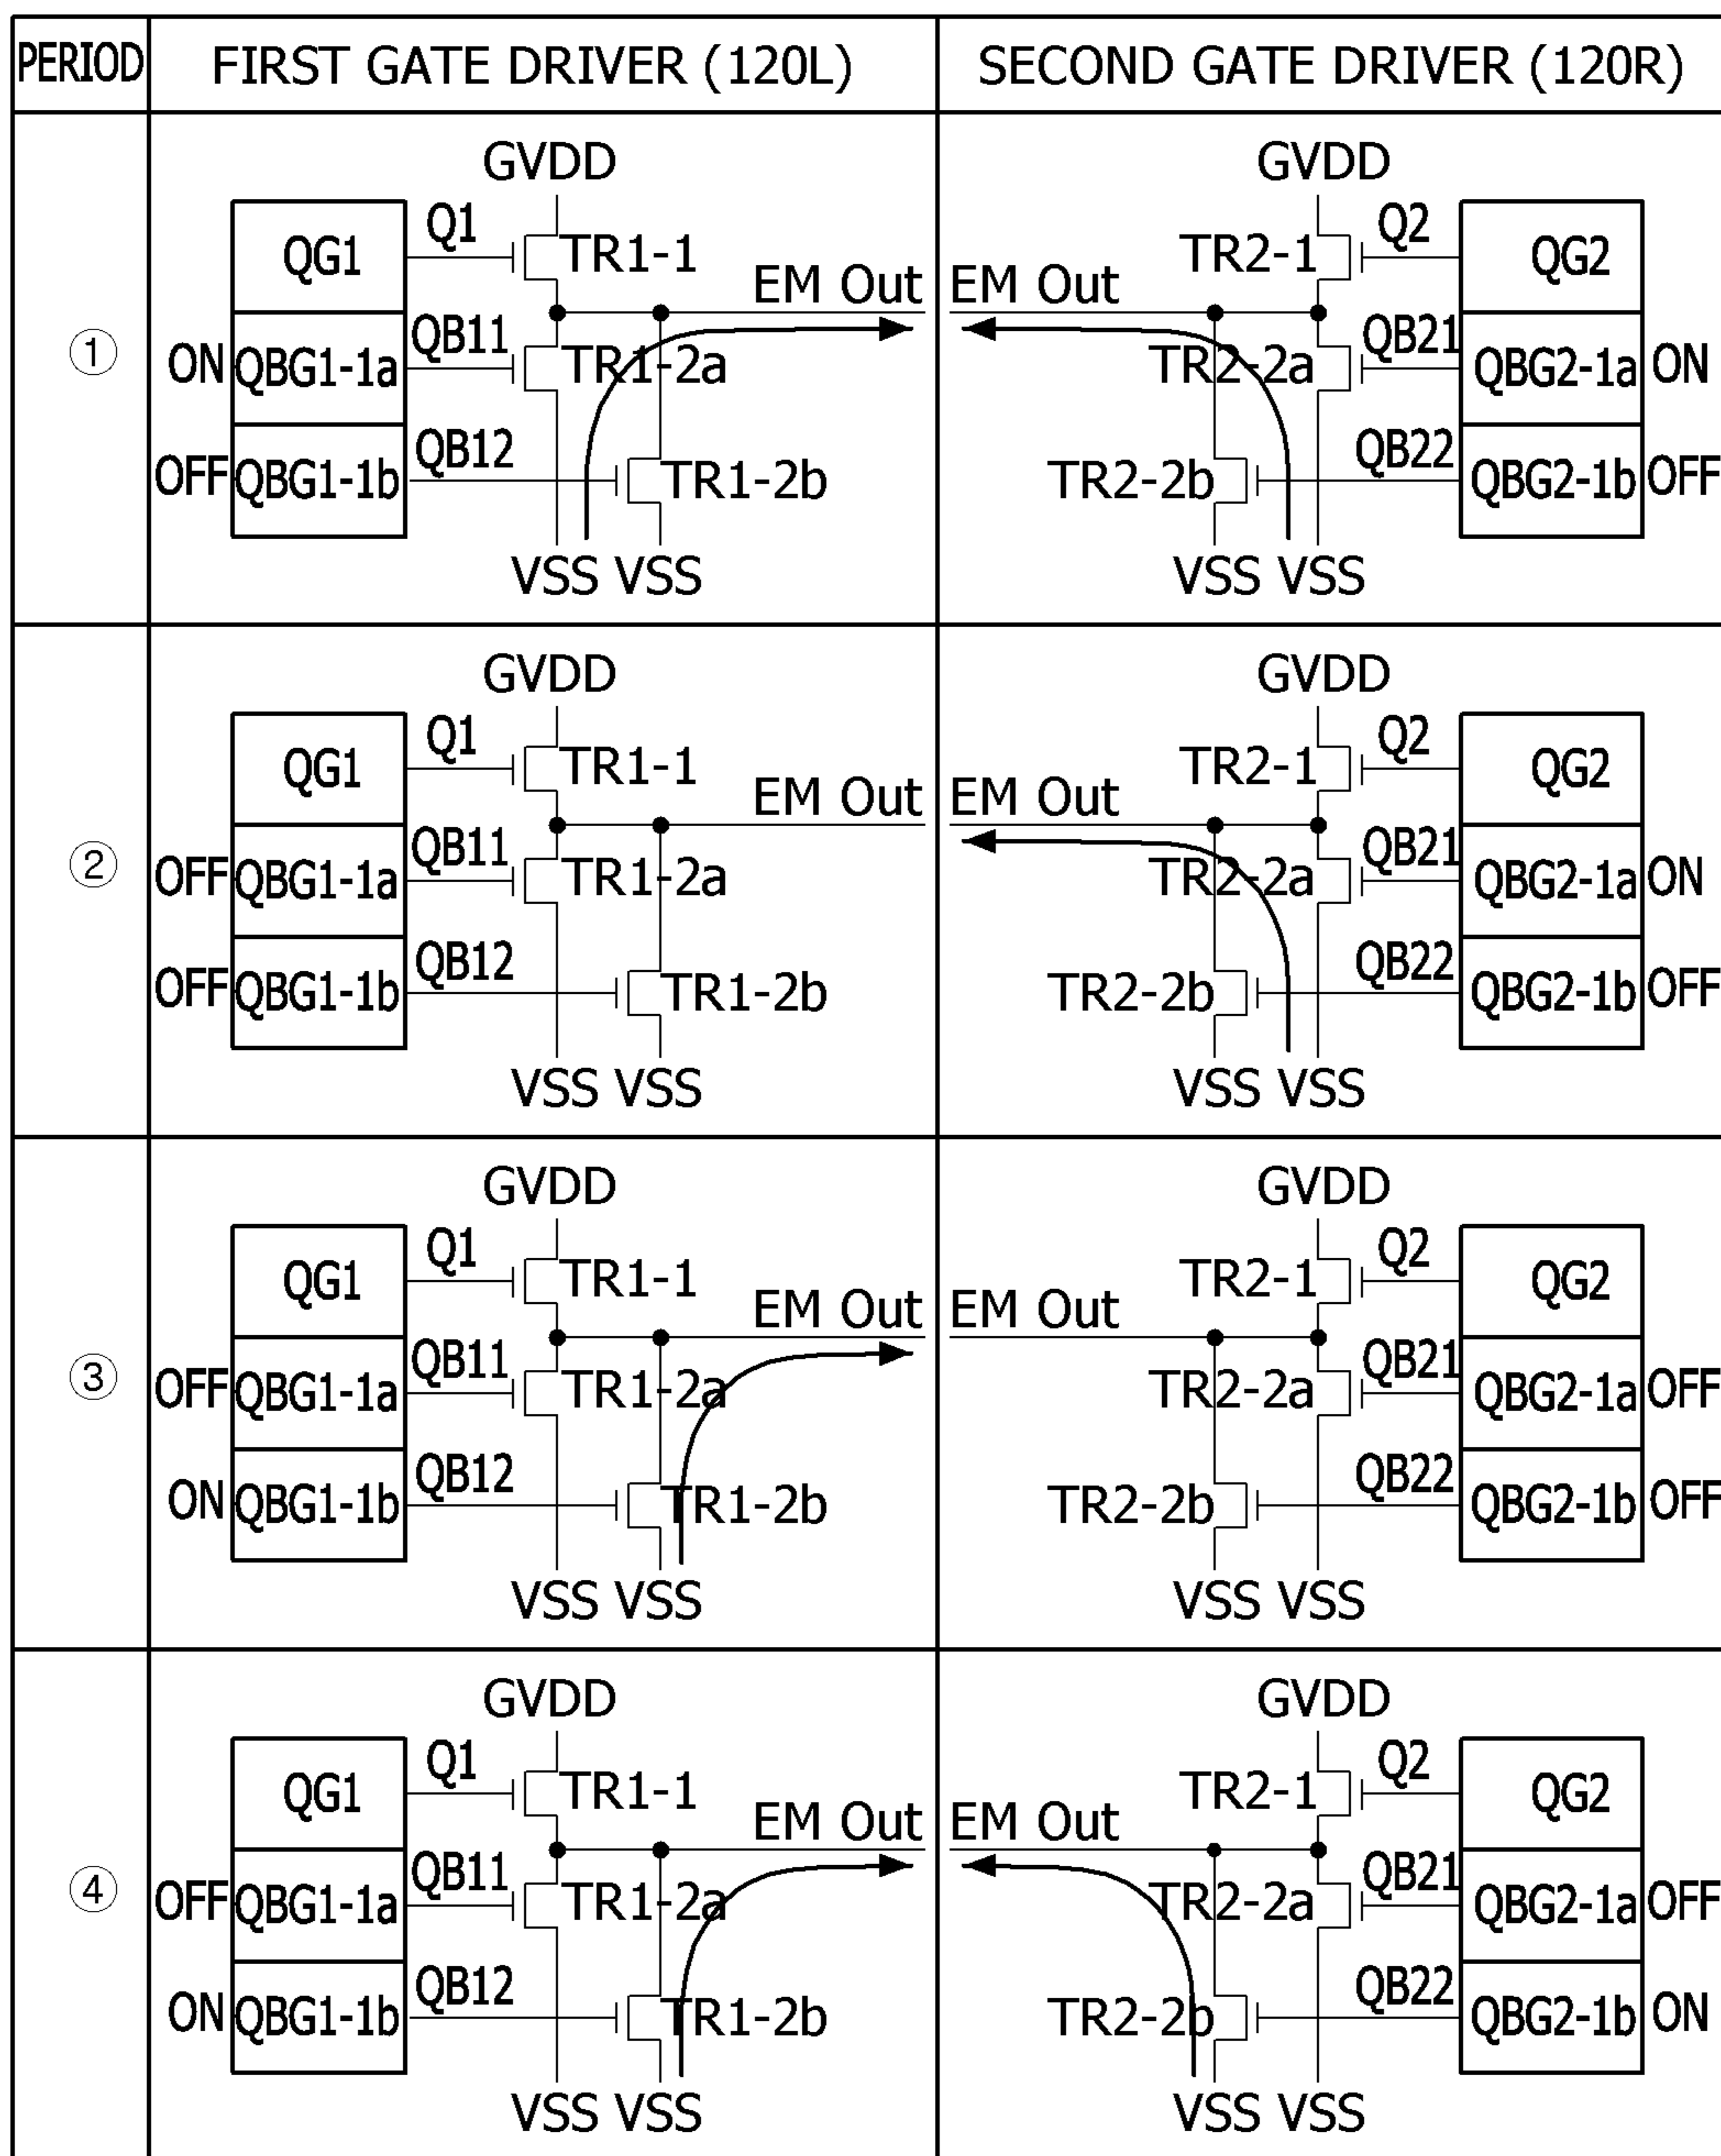 PERIOD FIRST GATE DRIVER (120L) SECOND GATE DRIVER (120R)
GVDD GVDD
QG1 Q1 TR1-1 TR2-1 Q2 QG2
EM Out EM Out
① ON QBG1-1a QB11 TR1-2a TR2-2a QB21 QBG2-1a ON
OFF QBG1-1b QB12 TR1-2b TR2-2b QB22 QBG2-1b OFF
VSS VSS VSS VSS
GVDD GVDD
QG1 Q1 TR1-1 TR2-1 Q2 QG2
EM Out EM Out
② OFF QBG1-1a QB11 TR1-2a TR2-2a QB21 QBG2-1a ON
OFF QBG1-1b QB12 TR1-2b TR2-2b QB22 QBG2-1b OFF
VSS VSS VSS VSS
GVDD GVDD
QG1 Q1 TR1-1 TR2-1 Q2 QG2
EM Out EM Out
③ OFF QBG1-1a QB11 TR1-2a TR2-2a QB21 QBG2-1a OFF
ON QBG1-1b QB12 TR1-2b TR2-2b QB22 QBG2-1b OFF
VSS VSS VSS VSS
GVDD GVDD
QG1 Q1 TR1-1 TR2-1 Q2 QG2
EM Out EM Out
④ OFF QBG1-1a QB11 TR1-2a TR2-2a QB21 QBG2-1a OFF
ON QBG1-1b QB12 TR1-2b TR2-2b QB22 QBG2-1b ON
VSS VSS VSS VSS